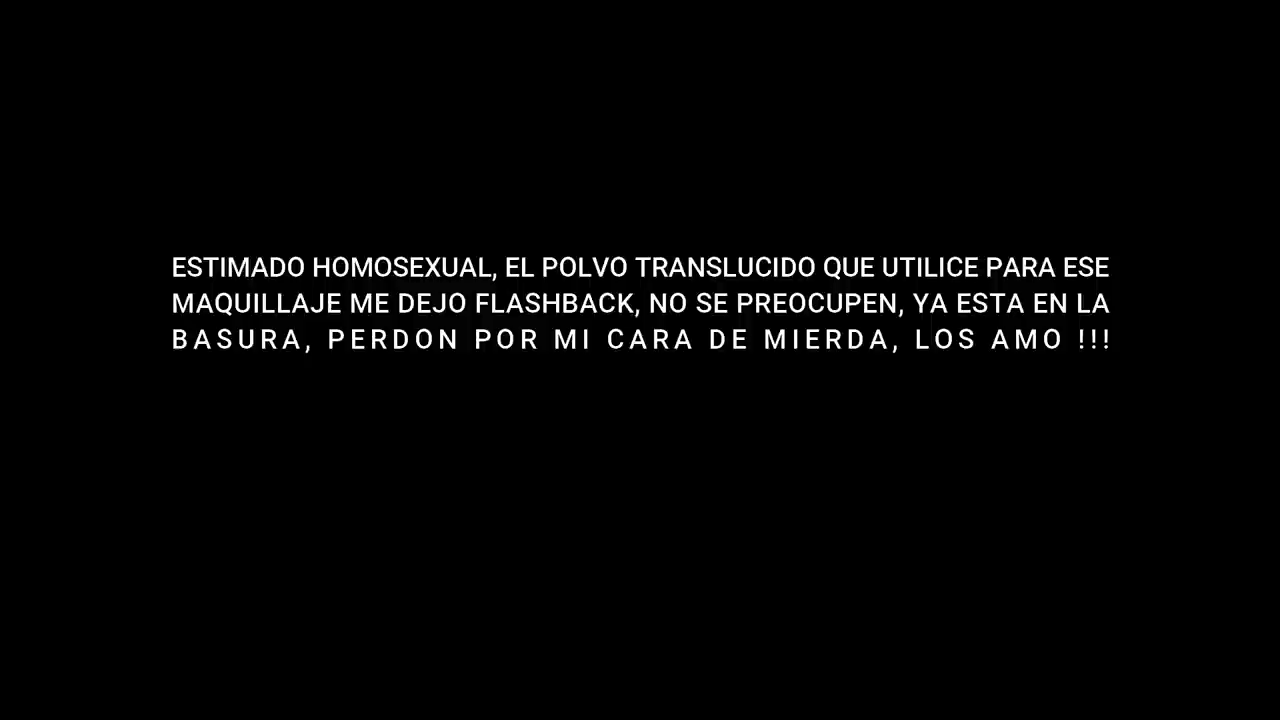 ESTIMADO HOMOSEXUAL, EL POLVO TRANSLUCIDO QUE UTILICE PARA ESE
MAQUILLAJE ME DEJO FLASHBACK, NO SE PREOCUPEN, YA ESTA EN LA
BASURA, PERDON POR MI CARA DE MIERDA, LOS AMO !!!